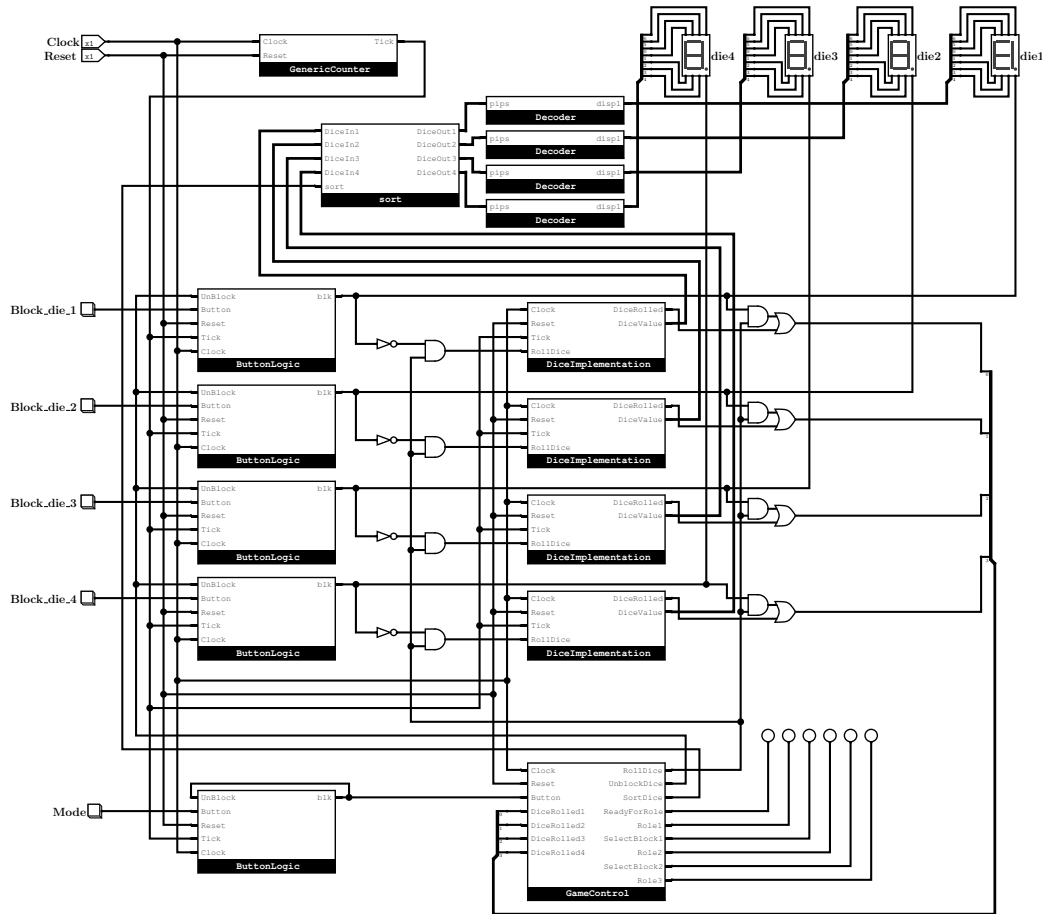 Clock x1
Reset x1
Clock Tick
Reset
GenericCounter
die4
die3
die2
die1
DiceIn1 DiceOut1
DiceIn2 DiceOut2
DiceIn3 DiceOut3
DiceIn4 DiceOut4
sort
sort
pips disp1
Decoder
pips disp1
Decoder
pips disp1
Decoder
pips disp1
Decoder
Block_die_1
UnBlock blk
Button
Reset
Tick
Clock
ButtonLogic
Clock DiceRolled
Reset DiceValue
Tick
RollDice
DiceImplementation
Block_die_2
UnBlock blk
Button
Reset
Tick
Clock
ButtonLogic
Clock DiceRolled
Reset DiceValue
Tick
RollDice
DiceImplementation
Block_die_3
UnBlock blk
Button
Reset
Tick
Clock
ButtonLogic
Clock DiceRolled
Reset DiceValue
Tick
RollDice
DiceImplementation
Block_die_4
UnBlock blk
Button
Reset
Tick
Clock
ButtonLogic
Clock DiceRolled
Reset DiceValue
Tick
RollDice
DiceImplementation
Mode
UnBlock blk
Button
Reset
Tick
Clock
ButtonLogic
Clock RollDice
Reset UnblockDice
Button SortDice
DiceRolled1 ReadyForRole
DiceRolled2 Role1
DiceRolled3 SelectBlock1
DiceRolled4 Role2
SelectBlock2
Role3
GameControl